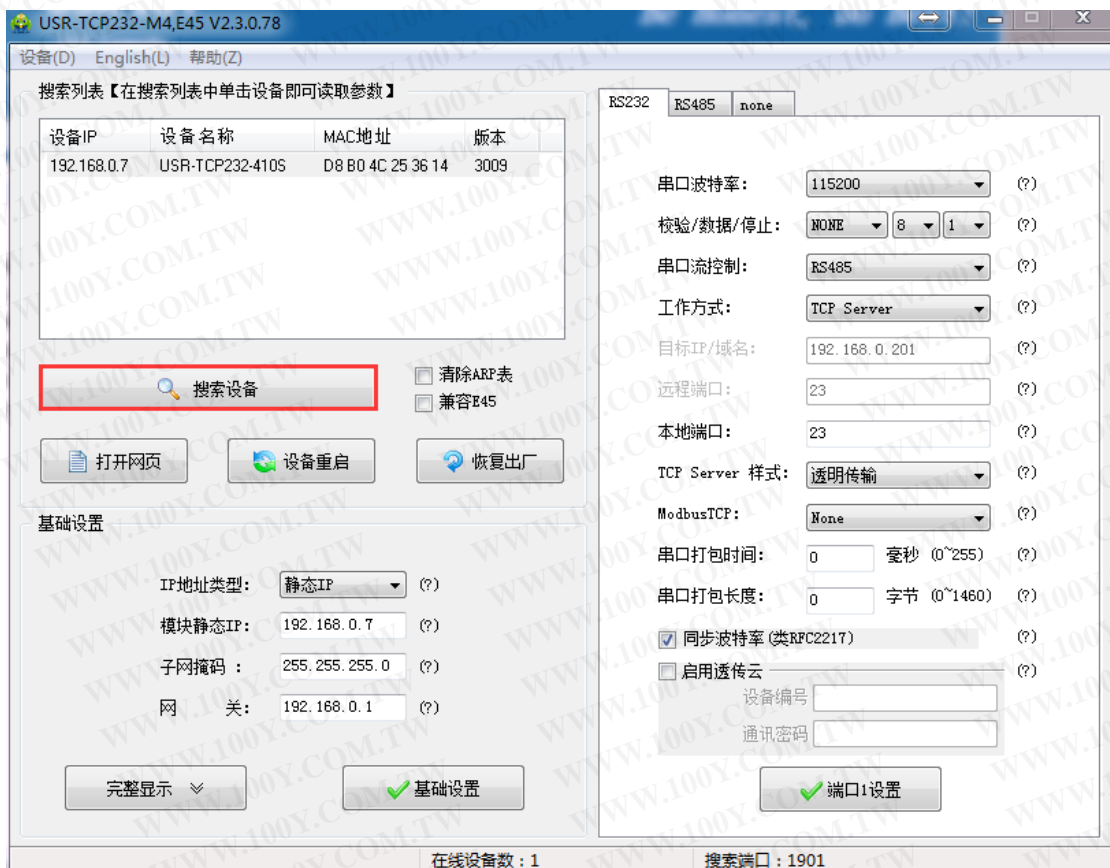 USR-TCP232-M4,E45 V2.3.0.78
设备(D) English(L) 帮助(Z)
搜索列表【在搜索列表中单击设备即可读取参数】
设备IP 设备名称 MAC地址 版本
192.168.0.7 USR-TCP232-410S D8 B0 4C 25 36 14 3009
搜索设备
清除ARP表
兼容E45
打开网页 设备重启 恢复出厂
基础设置
IP地址类型: 静态IP (?)
模块静态IP: 192.168.0.7 (?)
子网掩码 : 255.255.255.0 (?)
网 关: 192.168.0.1 (?)
完整显示 基础设置
RS232 RS485 none
串口波特率: 115200 (?)
校验/数据/停止: NONE 8 1 (?)
串口流控制: RS485 (?)
工作方式: TCP Server (?)
目标IP/域名: 192.168.0.201 (?)
远程端口: 23 (?)
本地端口: 23 (?)
TCP Server 样式: 透明传输 (?)
ModbusTCP: None (?)
串口打包时间: 0 毫秒 (0~255) (?)
串口打包长度: 0 字节 (0~1460) (?)
同步波特率(类RFC2217) (?)
启用透传云 (?)
设备编号
通讯密码
端口1设置
在线设备数：1 搜索端口：1901
WWW.100Y.COM.TW